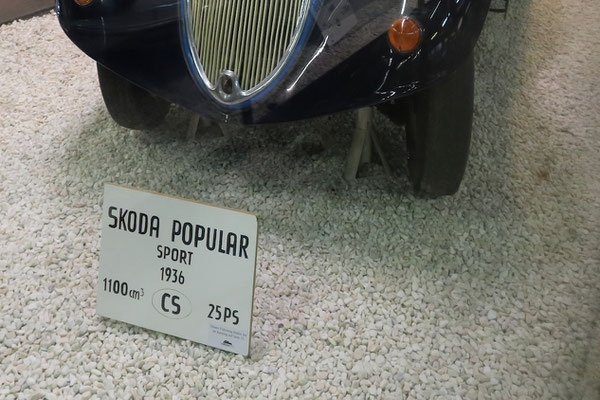 SKODA POPULAR
SPORT
1936
1100cm³ CS 25PS